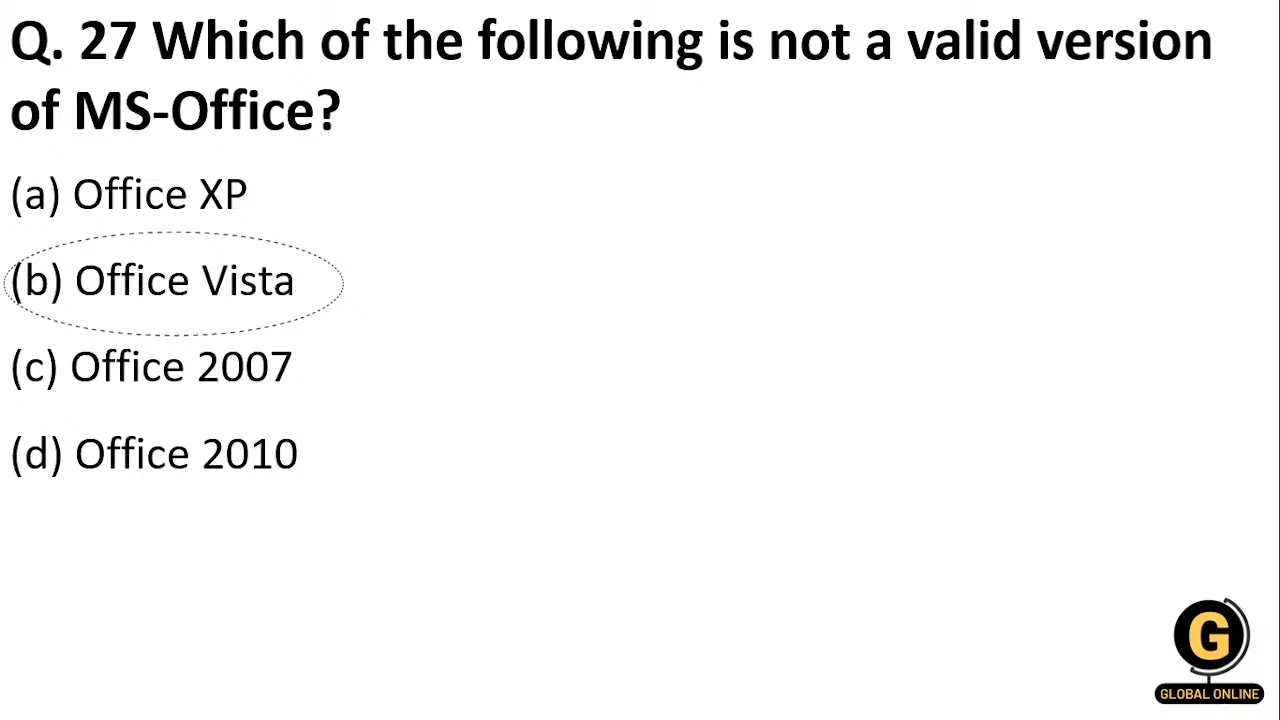 Q. 27 Which of the following is not a valid version
of MS-Office?
(a) Office XP
(b) Office Vista
(c) Office 2007
(d) Office 2010
G
GLOBAL ONLINE